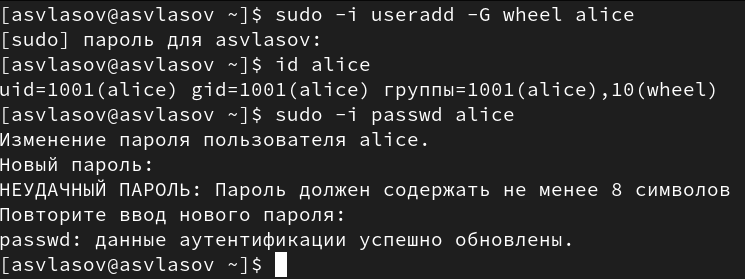 [asvlasov@asvlasov ~]$ sudo -i useradd -G wheel alice
[sudo] пароль для asvlasov:
[asvlasov@asvlasov ~]$ id alice
uid=1001(alice) gid=1001(alice) группы=1001(alice),10(wheel)
[asvlasov@asvlasov ~]$ sudo -i passwd alice
Изменение пароля пользователя alice.
Новый пароль:
НЕУДАЧНЫЙ ПАРОЛЬ: Пароль должен содержать не менее 8 символов
Повторите ввод нового пароля:
passwd: данные аутентификации успешно обновлены.
[asvlasov@asvlasov ~]$